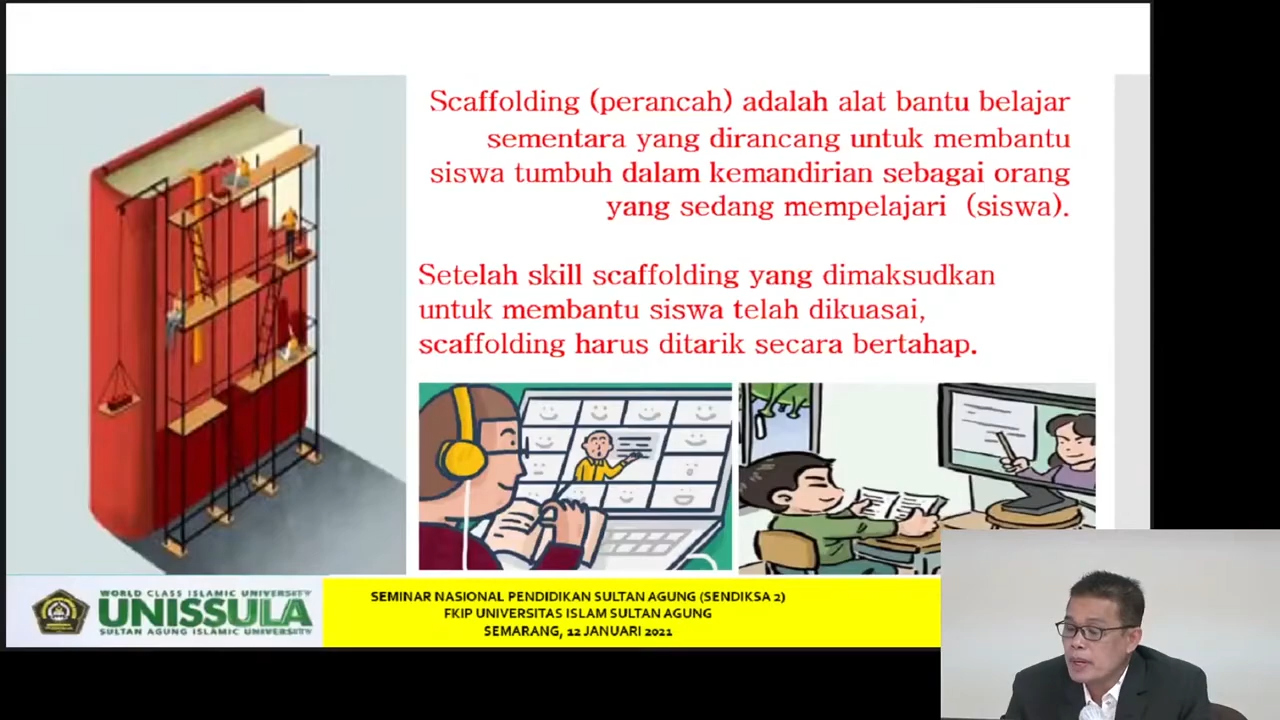 Scaffolding (perancah) adalah alat bantu belajar
sementara yang dirancang untuk membantu
siswa tumbuh dalam kemandirian sebagai orang
yang sedang mempelajari (siswa).
Setelah skill scaffolding yang dimaksudkan
untuk membantu siswa telah dikuasai,
scaffolding harus ditarik secara bertahap.
WORLD CLASS ISLAMIC UNIVERSITY
UNISSULA
SULTAN AGUNG ISLAMIC UNIVERSITY
SEMINAR NASIONAL PENDIDIKAN SULTAN AGUNG (SENDIKSA 2)
FKIP UNIVERSITAS ISLAM SULTAN AGUNG
SEMARANG, 12 JANUARI 2021